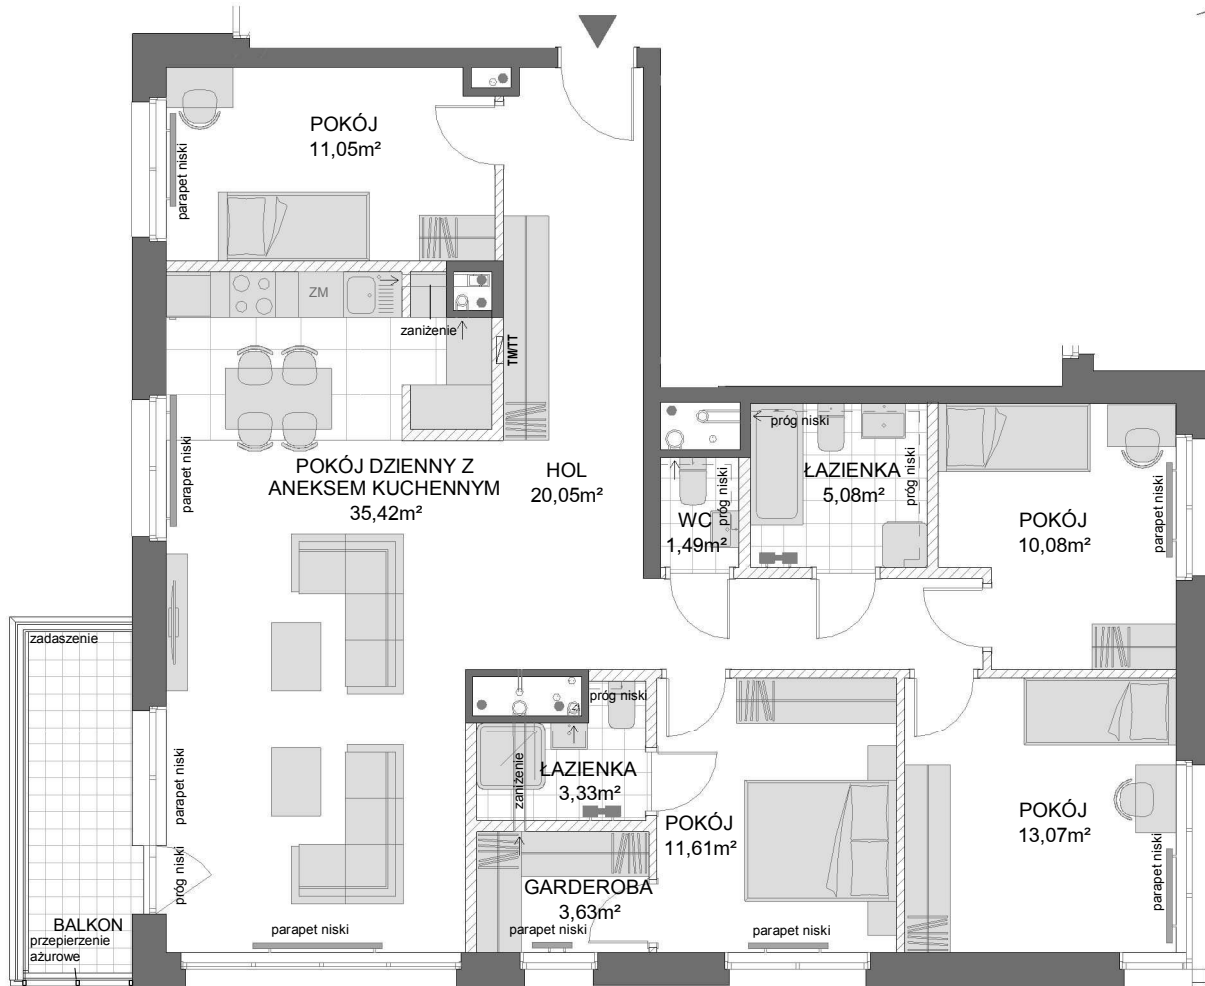 POKÓJ
11,05m²
parapet niski
ZM
zaniżenie
TM/TT
parapet niski
POKÓJ DZIENNY Z
ANEKSEM KUCHENNYM
35,42m²
HOL
20,05m²
próg niski
ŁAZIENKA
5,08m²
próg niski
WC
1,49m²
próg niski
POKÓJ
10,08m²
parapet niski
zadaszenie
próg niski
ŁAZIENKA
3,33m²
zaniżenie
parapet niski
POKÓJ
11,61m²
POKÓJ
13,07m²
parapet niski
próg niski
GARDEROBA
3,63m²
BALKON
przepierzenie
ażurowe
parapet niski
parapet niski
parapet niski